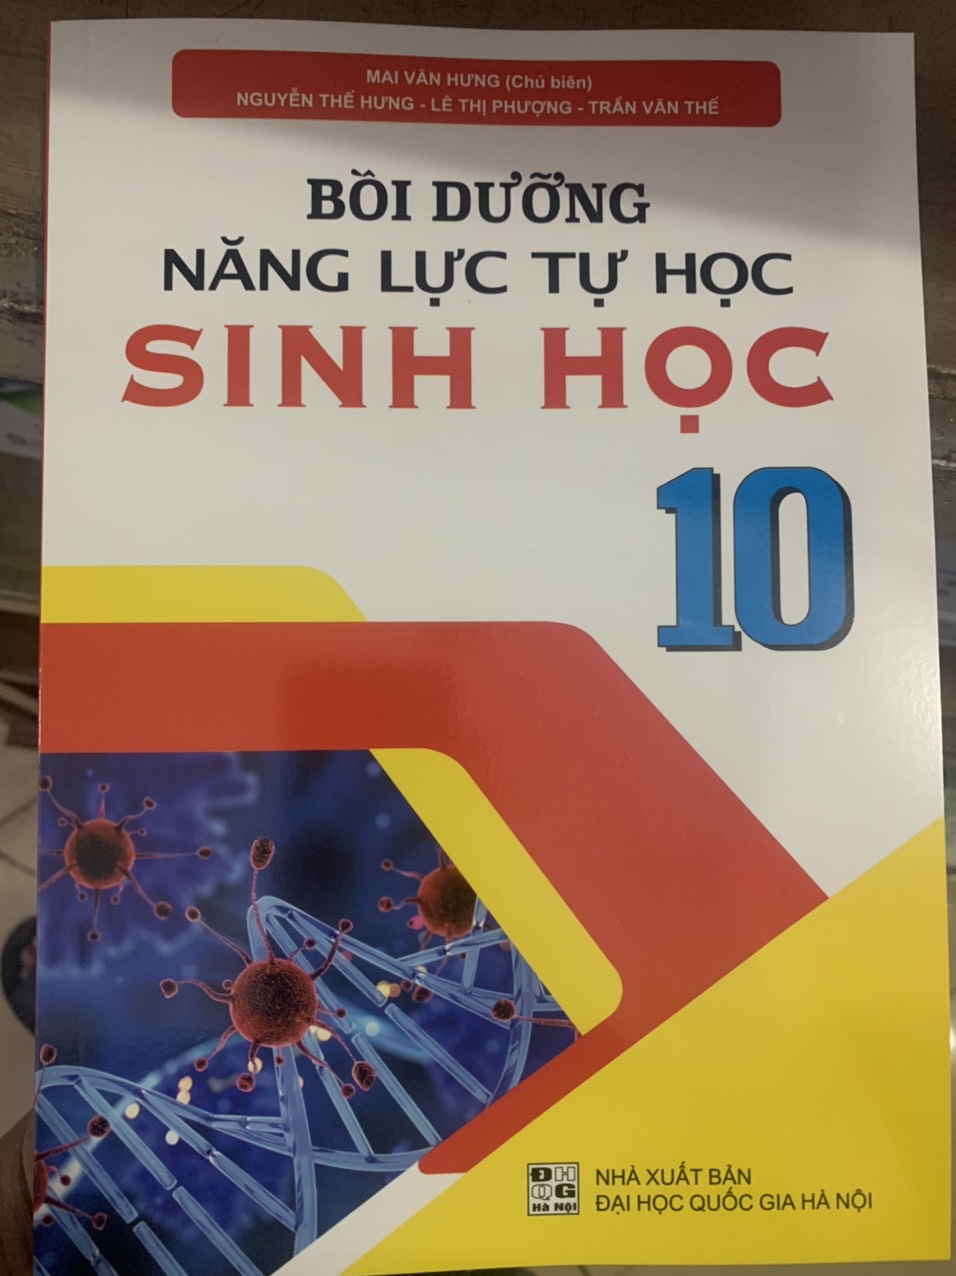 MAI VĂN HƯNG (Chủ biên)
NGUYỄN THẾ HƯNG - LÊ THỊ PHƯỢNG - TRẦN VĂN THẾ
BỒI DƯỠNG
NĂNG LỰC TỰ HỌC
SINH HỌC
10
ĐH
QG
Hà Nội
NHÀ XUẤT BẢN
ĐẠI HỌC QUỐC GIA HÀ NỘI